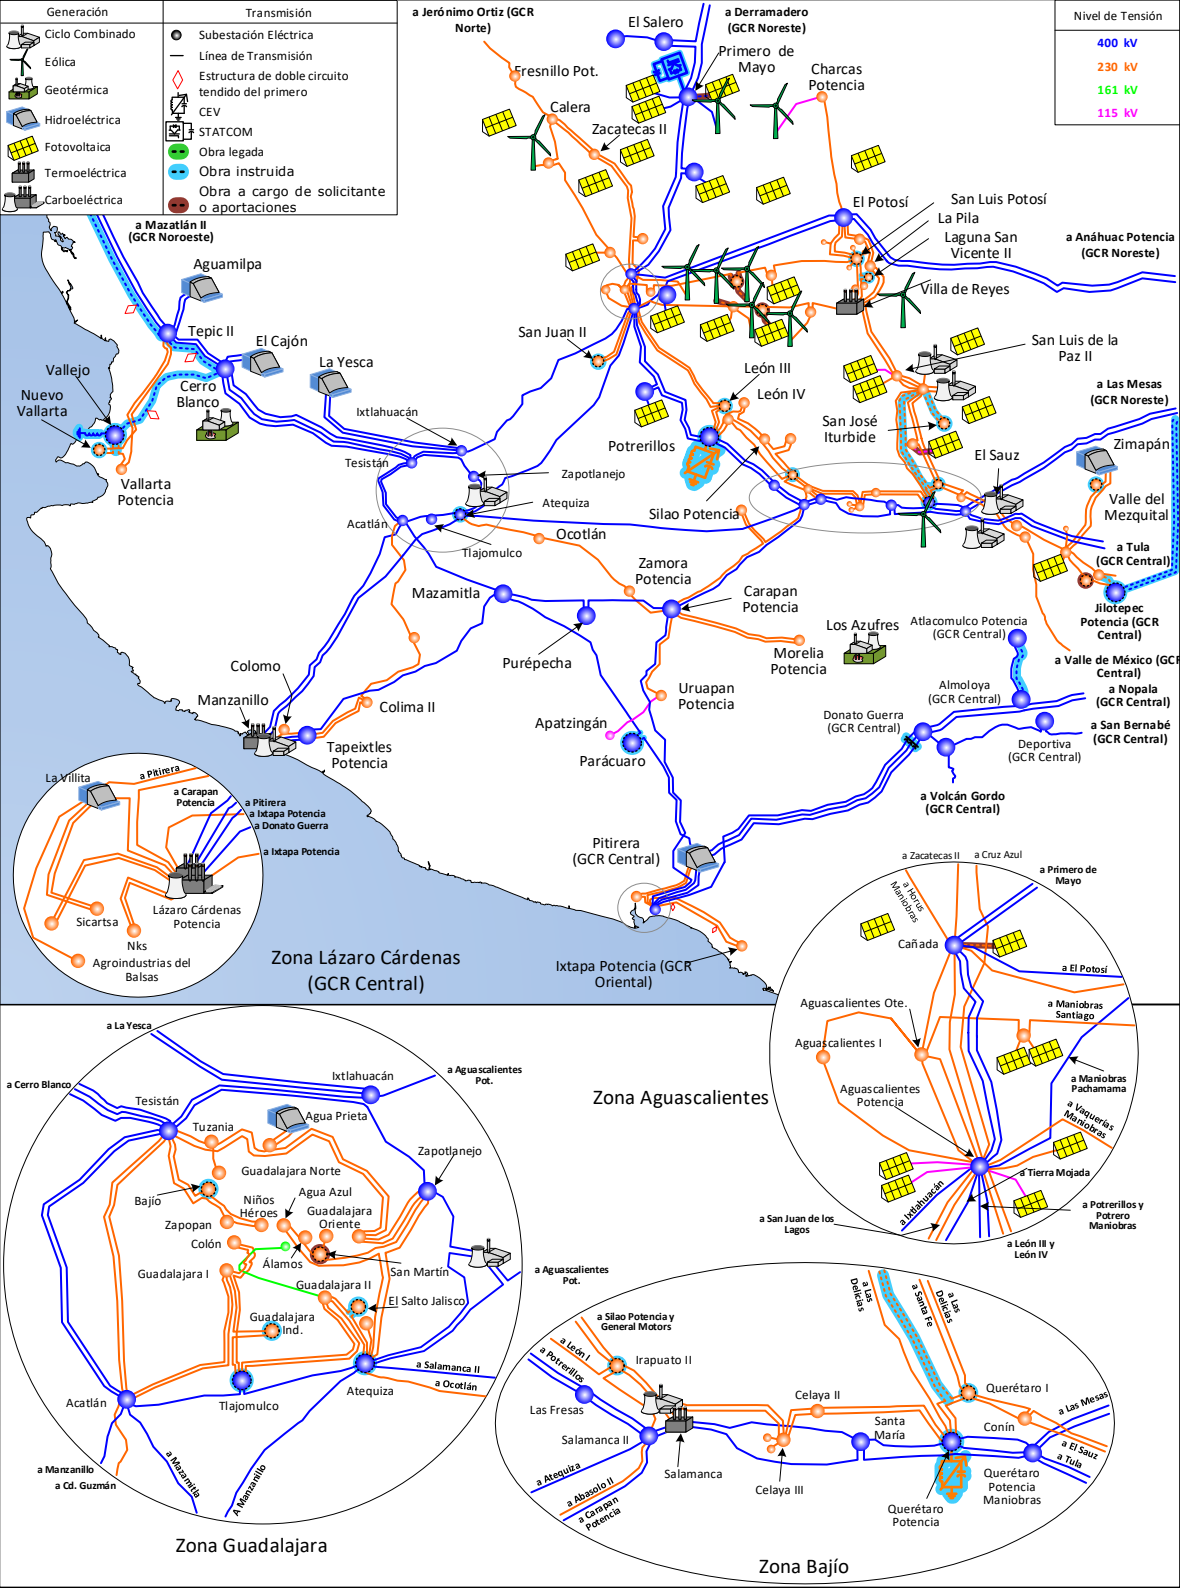 Generación
Ciclo Combinado
Eólica
Geotérmica
Hidroeléctrica
Fotovoltaica
Termoeléctrica
Carboeléctrica
Transmisión
Subestación Eléctrica
Línea de Transmisión
Estructura de doble circuito
tendido del primero
CEV
STATCOM
Obra legada
Obra instruida
Obra a cargo de solicitante
o aportaciones
Nivel de Tensión
400 kV
230 kV
161 kV
115 kV
a Jerónimo Ortiz (GCR
Norte)
El Salero
a Derramadero
(GCR Noreste)
Primero de
Mayo
Fresnillo Pot.
Charcas
Potencia
Calera
Zacatecas II
El Potosí
San Luis Potosí
La Pila
Laguna San
Vicente II
a Anáhuac Potencia
(GCR Noreste)
Villa de Reyes
a Mazatlán II
(GCR Noroeste)
Aguamilpa
Tepic II
El Cajón
La Yesca
Vallejo
Nuevo
Vallarta
Cerro
Blanco
Vallarta
Potencia
Ixtlahuacán
Tesistán
Zapotlanejo
Atequiza
Acatlán
Tlajomulco
San Juan II
León III
León IV
San Luis de la
Paz II
a Las Mesas
(GCR Noreste)
Potrerillos
San José
Iturbide
El Sauz
Zimapán
Silao Potencia
Valle del
Mezquital
Ocotlán
Zamora
Potencia
a Tula
(GCR Central)
Mazamitla
Carapan
Potencia
Jilotepec
Potencia (GCR
Central)
Los Azufres
Atlacomulco Potencia
(GCR Central)
Purépecha
Morelia
Potencia
a Valle de México (GCR
Central)
Colomo
Manzanillo
Colima II
Uruapan
Potencia
Almoloya
(GCR Central)
a Nopala
(GCR Central)
Apatzingán
Donato Guerra
(GCR Central)
a San Bernabé
(GCR Central)
Tapeixtles
Potencia
Parácuaro
Deportiva
(GCR Central)
a Volcán Gordo
(GCR Central)
Pitirera
(GCR Central)
Ixtapa Potencia (GCR
Oriental)
La Villita
a Pitirera
a Carapan
Potencia
a Pitirera
a Ixtapa Potencia
a Donato Guerra
a Ixtapa Potencia
Sicartsa
Lázaro Cárdenas
Potencia
Nks
Agroindustrias del
Balsas
Zona Lázaro Cárdenas
(GCR Central)
a Zacatecas II
a Cruz Azul
a Horus
Maniobras
a Primero de
Mayo
Cañada
a El Potosí
Aguascalientes Ote.
a Maniobras
Santiago
Aguascalientes I
Aguascalientes
Potencia
a Maniobras
Pachamama
a Vaquerías
Maniobras
a Tierra Mojada
a Ixtlahuacán
a San Juan de los
Lagos
a Potrerillos y
Potrero
Maniobras
a León III y
León IV
Zona Aguascalientes
a La Yesca
a Cerro Blanco
Ixtlahuacán
a Aguascalientes
Pot.
Tesistán
Agua Prieta
Tuzania
Zapotlanejo
Guadalajara Norte
Bajío
Niños
Héroes
Agua Azul
Guadalajara
Oriente
Zapopan
Colón
Álamos
San Martín
Guadalajara I
a Aguascalientes
Pot.
Guadalajara II
El Salto Jalisco
Guadalajara
Ind.
a Salamanca II
a Ocotlán
Acatlán
Tlajomulco
Atequiza
a Manzanillo
a Cd. Guzmán
a Mazamitla
A Manzanillo
Zona Guadalajara
a Silao Potencia y
General Motors
a León I
a Potrerillos
Irapuato II
a Las
Delicias
a Santa Fe
a Las
Delicias
Las Fresas
Celaya II
Querétaro I
a Las Mesas
Salamanca II
Santa
María
Conín
a El Sauz
a Tula
a Atequiza
Salamanca
Celaya III
Querétaro
Potencia
Maniobras
a Abasolo II
a Carapan
Potencia
Querétaro
Potencia
Zona Bajío